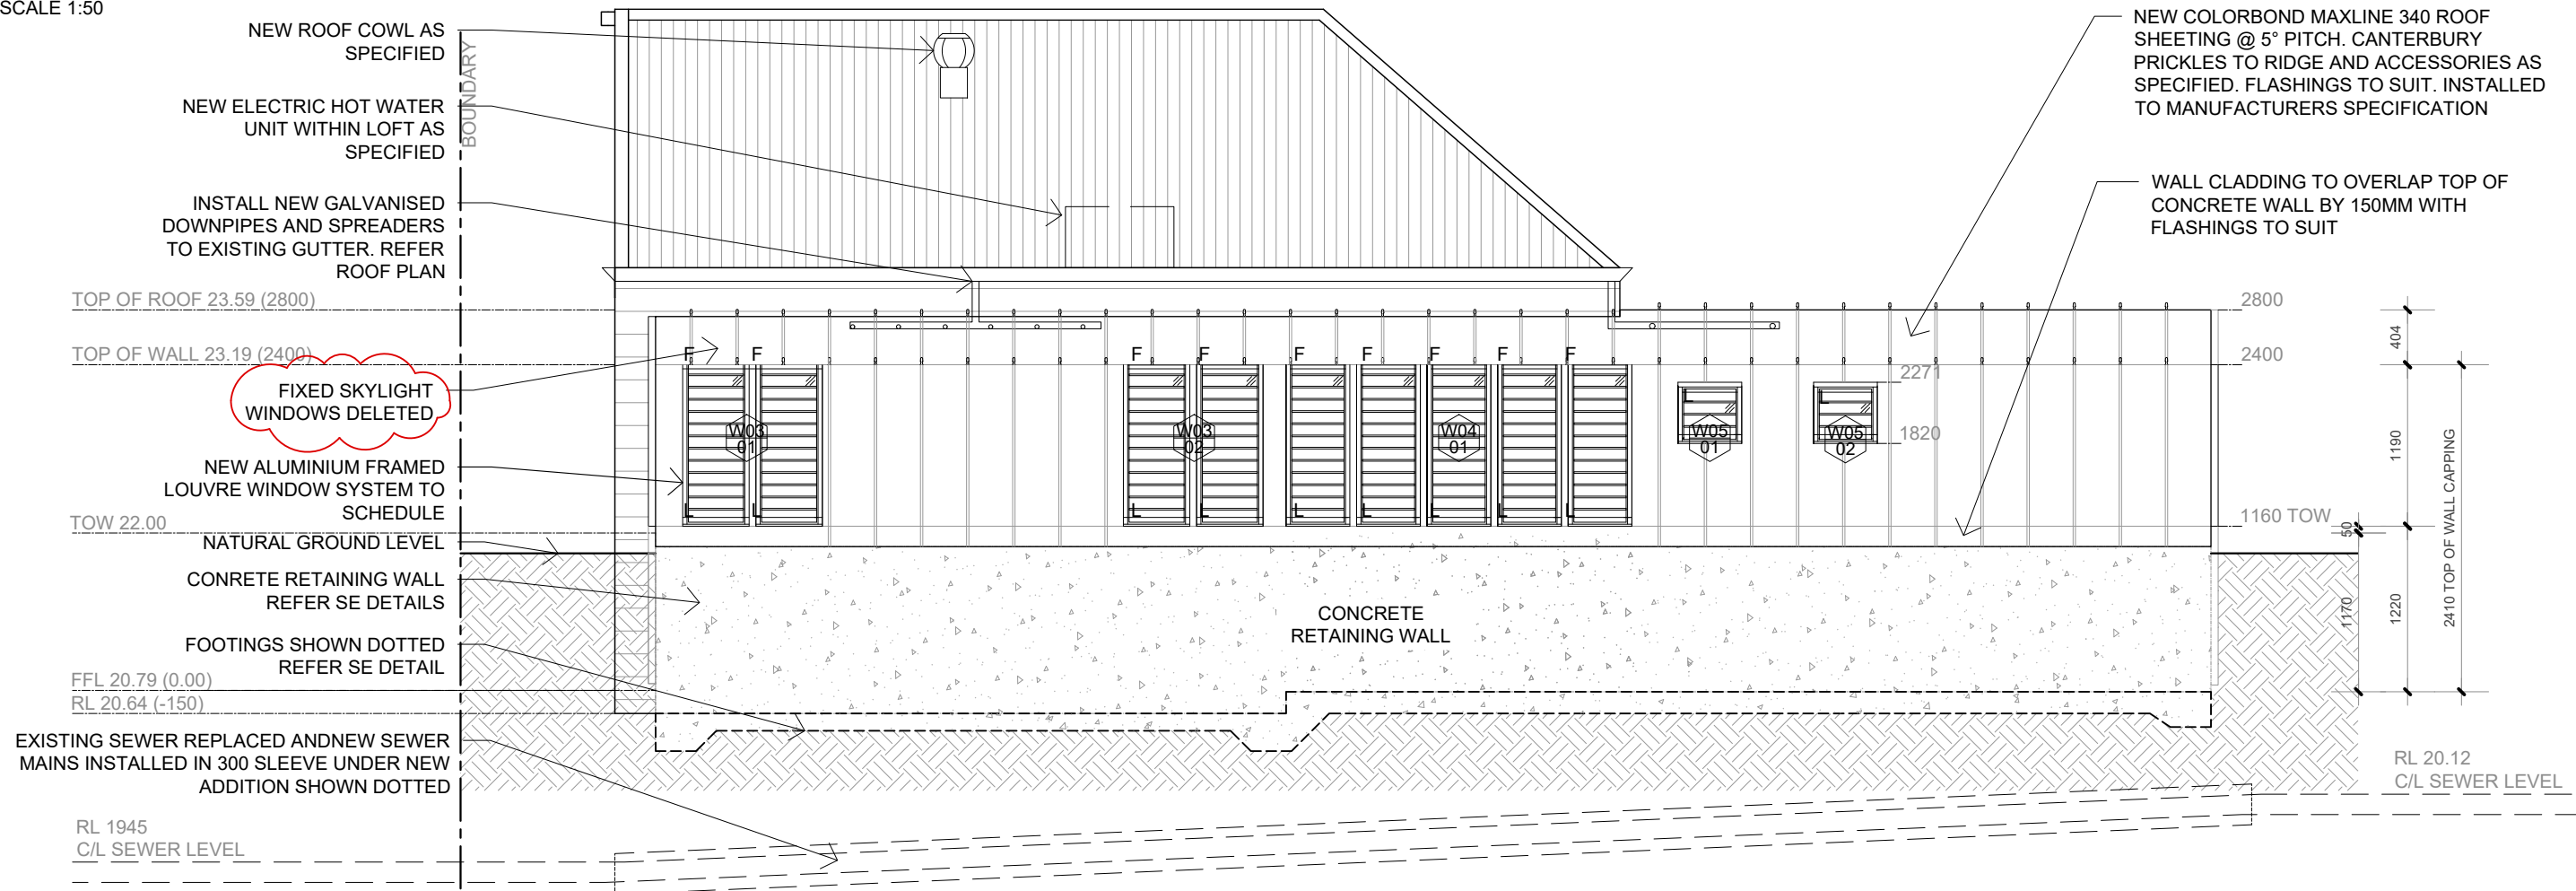 SCALE 1:50
NEW ROOF COWL AS
SPECIFIED
BOUNDARY
NEW ELECTRIC HOT WATER
UNIT WITHIN LOFT AS
SPECIFIED
INSTALL NEW GALVANISED
DOWNPIPES AND SPREADERS
TO EXISTING GUTTER. REFER
ROOF PLAN
TOP OF ROOF 23.59 (2800)
TOP OF WALL 23.19 (2400)
FIXED SKYLIGHT
WINDOWS DELETED
NEW ALUMINIUM FRAMED
LOUVRE WINDOW SYSTEM TO
SCHEDULE
TOW 22.00
NATURAL GROUND LEVEL
CONRETE RETAINING WALL
REFER SE DETAILS
FOOTINGS SHOWN DOTTED
REFER SE DETAIL
FFL 20.79 (0.00)
RL 20.64 (-150)
EXISTING SEWER REPLACED ANDNEW SEWER
MAINS INSTALLED IN 300 SLEEVE UNDER NEW
ADDITION SHOWN DOTTED
RL 1945
C/L SEWER LEVEL
F F F F F F F F F
L L
W03
01
W03
02
W04
01
W05
01
W05
02
L L L L L L L L L
2271
1820
CONCRETE
RETAINING WALL
NEW COLORBOND MAXLINE 340 ROOF
SHEETING @ 5° PITCH. CANTERBURY
PRICKLES TO RIDGE AND ACCESSORIES AS
SPECIFIED. FLASHINGS TO SUIT. INSTALLED
TO MANUFACTURERS SPECIFICATION
WALL CLADDING TO OVERLAP TOP OF
CONCRETE WALL BY 150MM WITH
FLASHINGS TO SUIT
2800
404
2400
1190
2410 TOP OF WALL CAPPING
1160 TOW
50
1170
1220
RL 20.12
C/L SEWER LEVEL